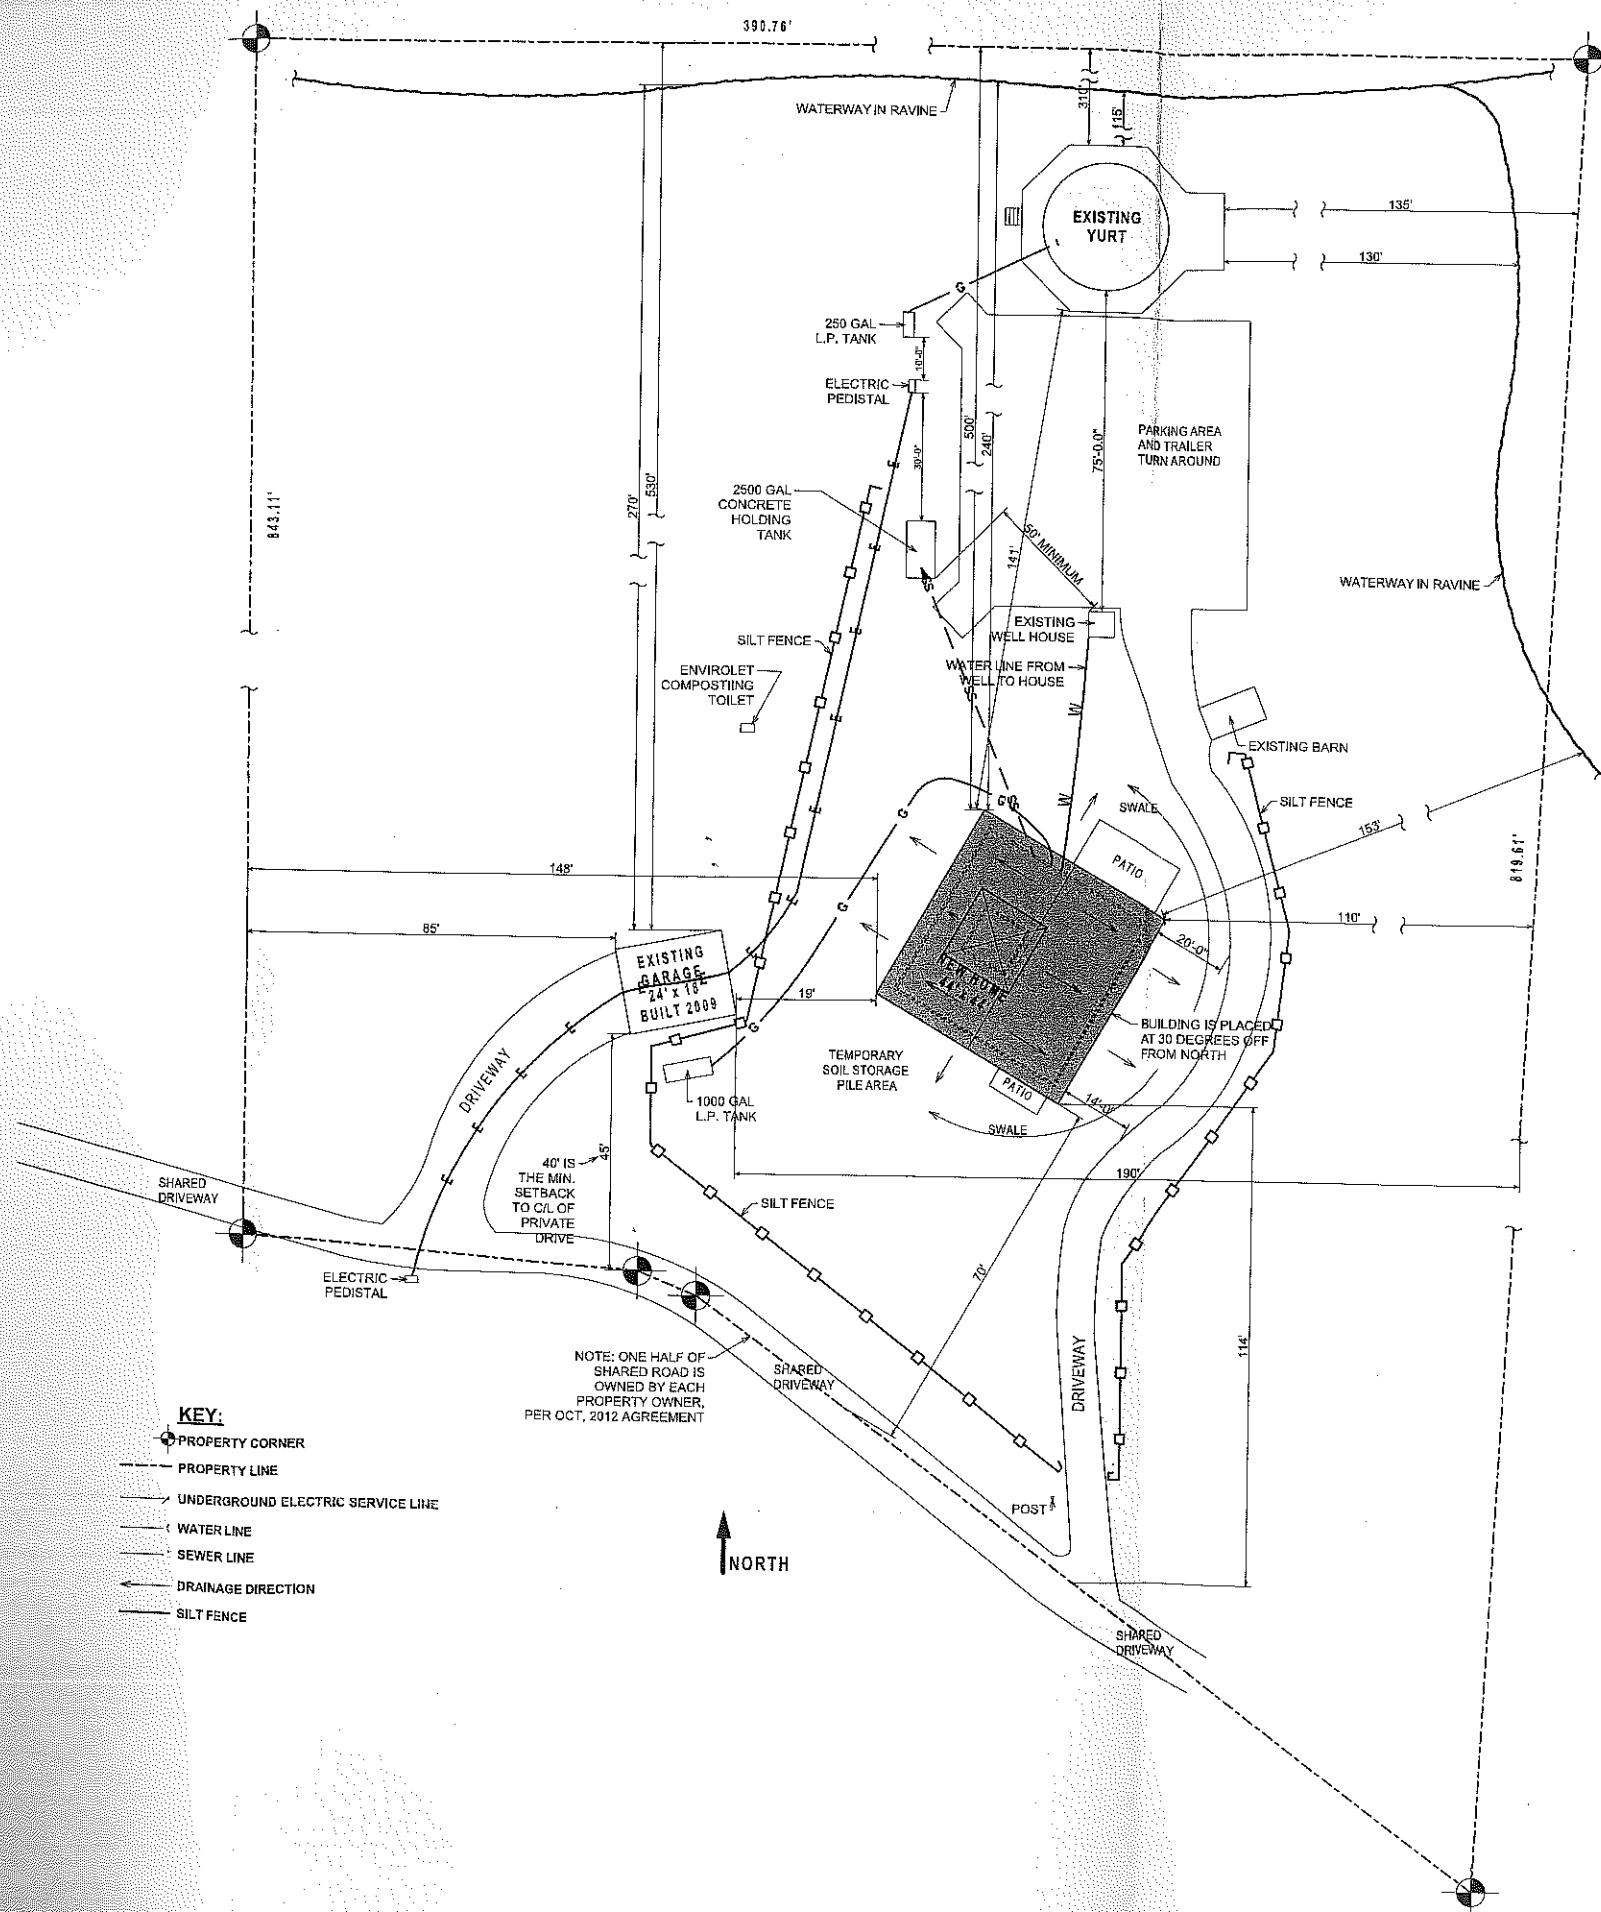 390.76'
WATERWAY IN RAVINE
310'
115'
EXISTING
YURT
135'
130'
G
250 GAL
L.P. TANK
10'-0"
ELECTRIC
PEDISTAL
500'
240'
75'-0.0"
PARKING AREA
AND TRAILER
TURN AROUND
843.11'
270'
530'
30'-0"
2500 GAL
CONCRETE
HOLDING
TANK
141'
50' MINIMUM
WATERWAY IN RAVINE
E
E
S
SILT FENCE
E
EXISTING
WELL HOUSE
ENVIROLET
COMPOSTIING
TOILET
WATER LINE FROM
WELL TO HOUSE
S
W
E
EXISTING BARN
E
G
G
W
SWALE
SILT FENCE
153'
819.61'
148'
PATIO
E
G
110'
85'
20'-0"
EXISTING
GARAGE
24' x 18'
BUILT 2009
E
E
E
19'
NEW HOME
G
E
BUILDING IS PLACED
AT 30 DEGREES OFF
FROM NORTH
TEMPORARY
SOIL STORAGE
PILE AREA
DRIVEWAY
E
PATIO
1000 GAL
L.P. TANK
14'-0"
SWALE
E
45'
40' IS
THE MIN.
SETBACK
TO C/L OF
PRIVATE
DRIVE
190'
SHARED
DRIVEWAY
E
SILT FENCE
ELECTRIC
PEDISTAL
70'
114'
NOTE: ONE HALF OF
SHARED ROAD IS
OWNED BY EACH
PROPERTY OWNER,
PER OCT, 2012 AGREEMENT
SHARED
DRIVEWAY
DRIVEWAY
KEY:
PROPERTY CORNER
PROPERTY LINE
UNDERGROUND ELECTRIC SERVICE LINE
WATER LINE
SEWER LINE
DRAINAGE DIRECTION
SILT FENCE
POST
NORTH
SHARED
DRIVEWAY